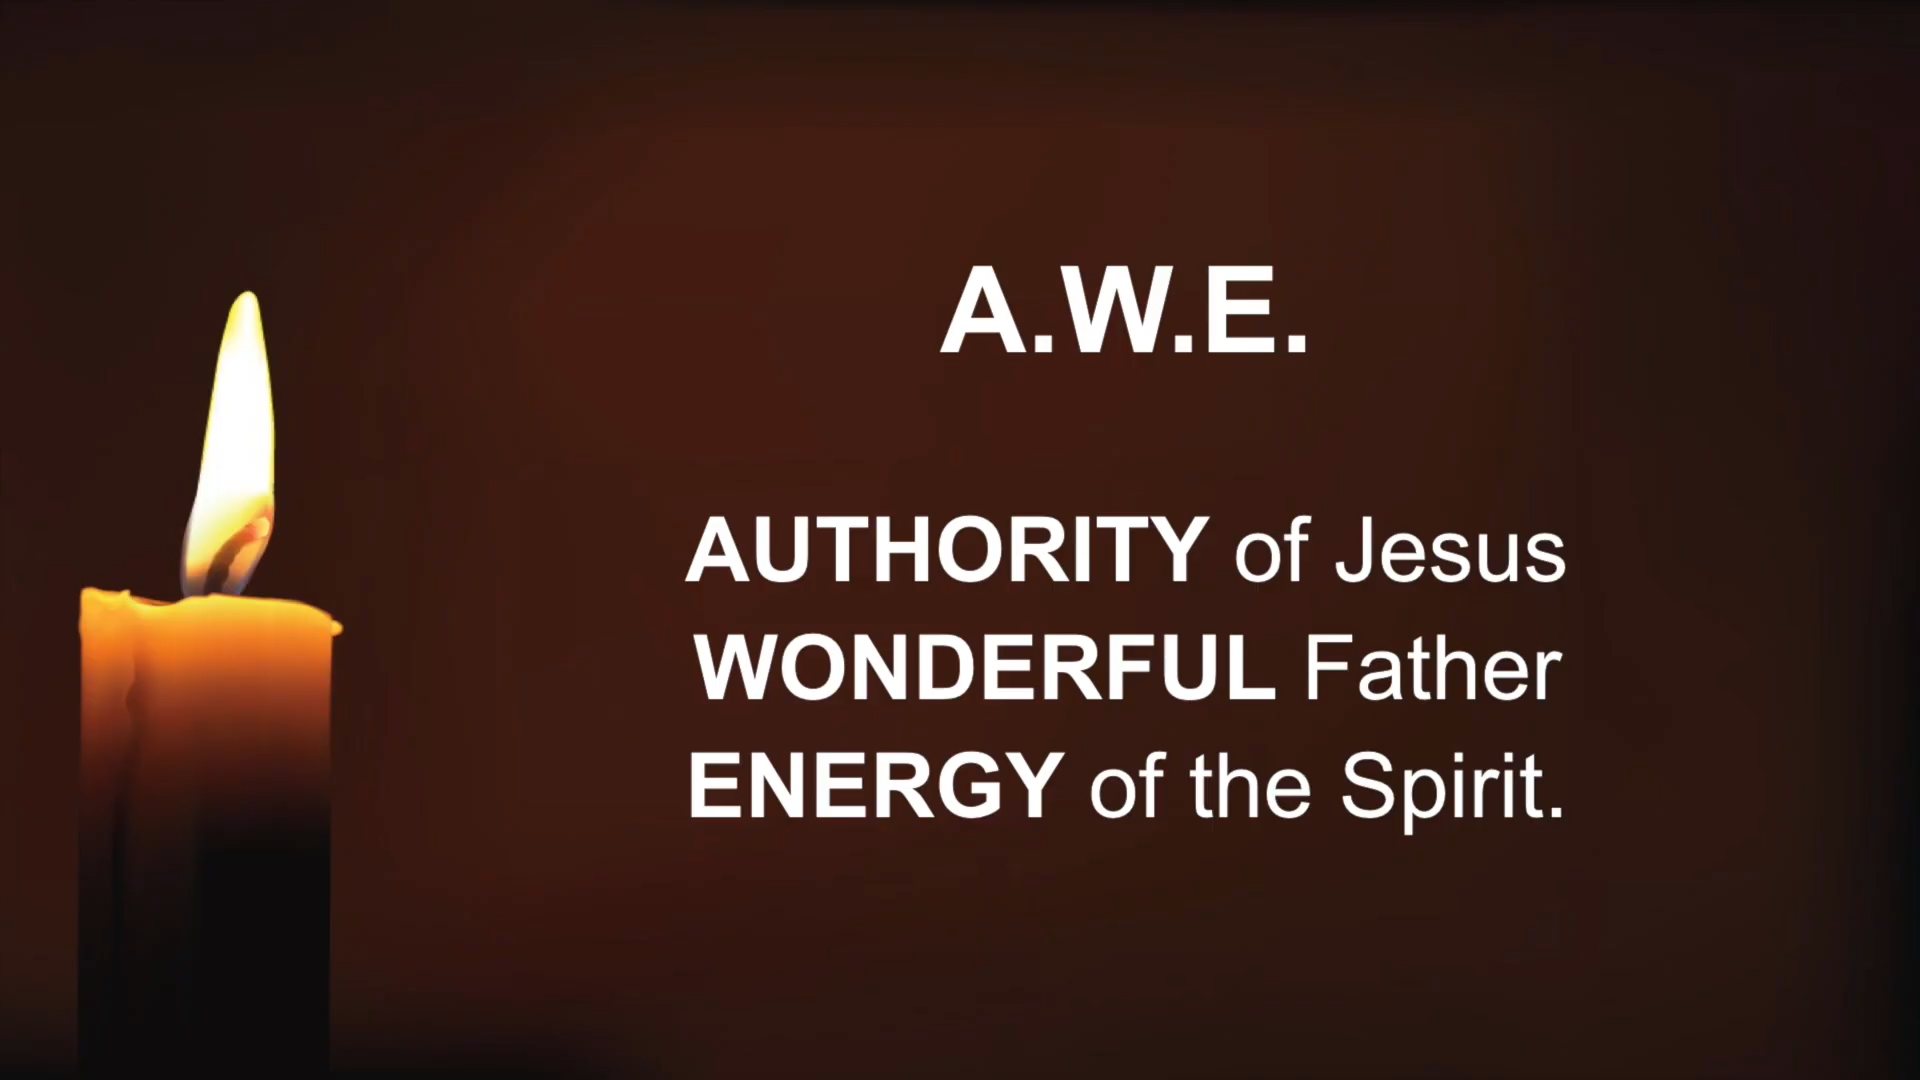 A.W.E.
AUTHORITY of Jesus
WONDERFUL Father
ENERGY of the Spirit.